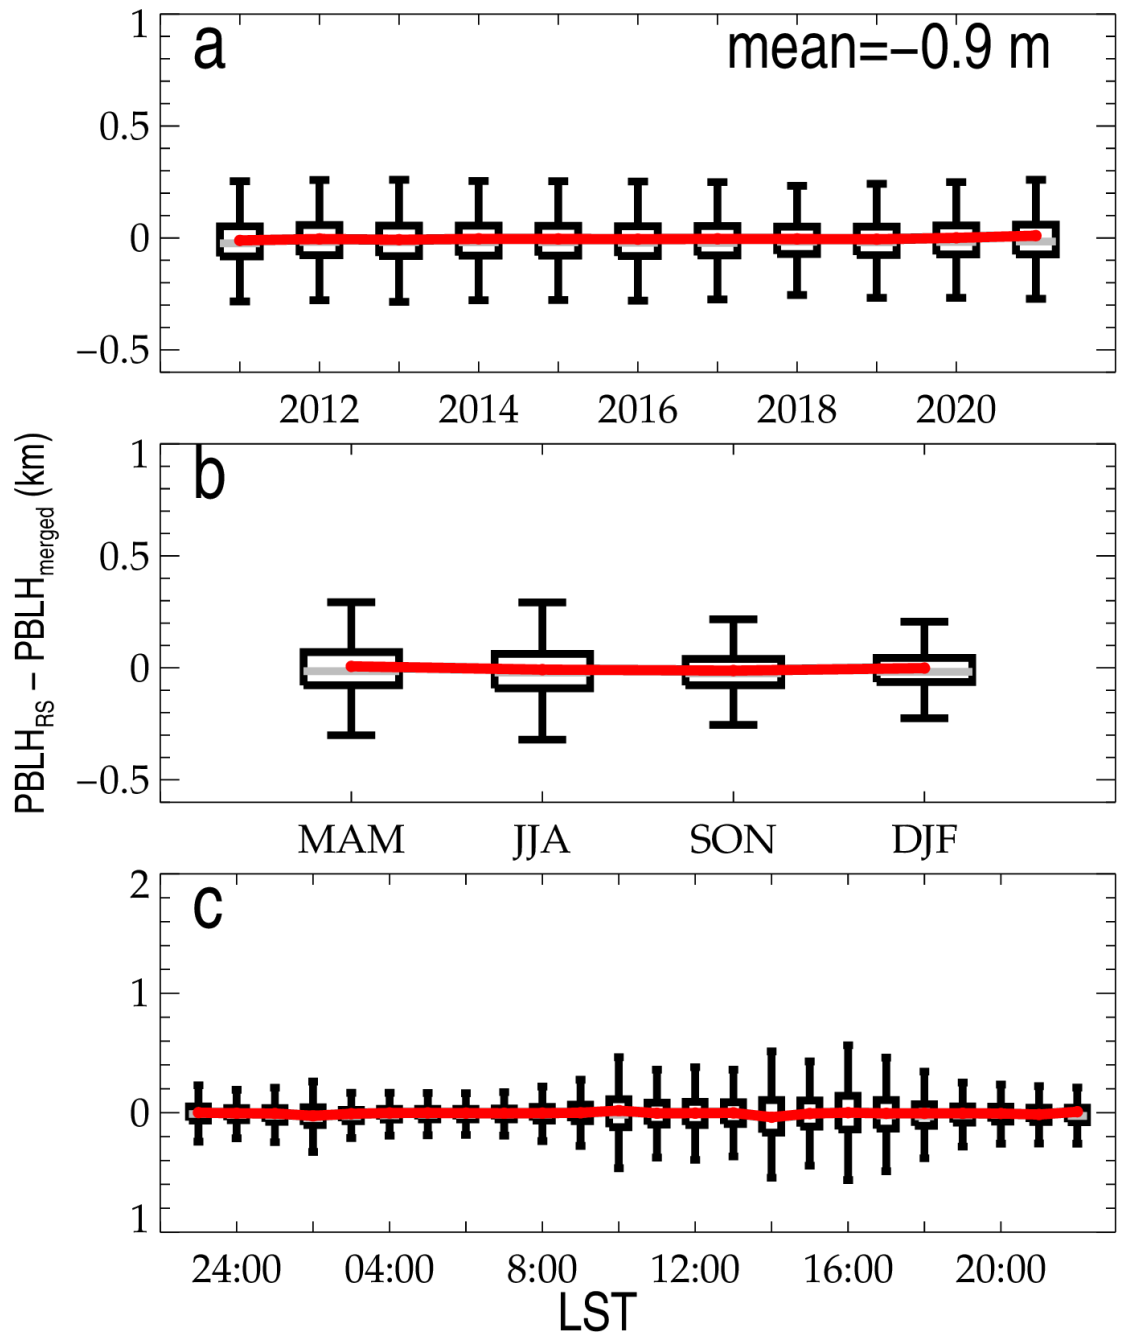 a
mean=−0.9 m
1
0.5
0
−0.5
2012 2014 2016 2018 2020
PBLH_RS − PBLH_merged (km)
b
1
0.5
0
−0.5
MAM JJA SON DJF
c
2
1
0
1
24:00 04:00 8:00 12:00 16:00 20:00
LST